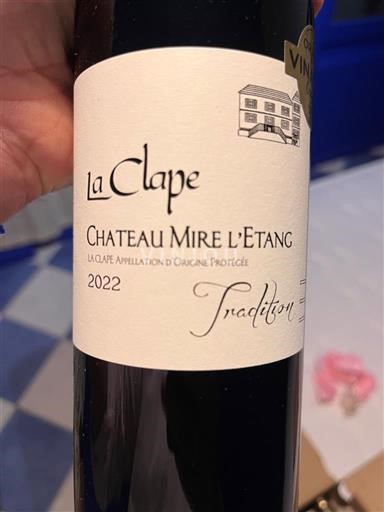 La Clape
CHATEAU MIRE L'ETANG
LA CLAPE APPELLATION D'ORIGINE PROTÉGÉE
2022
Tradition